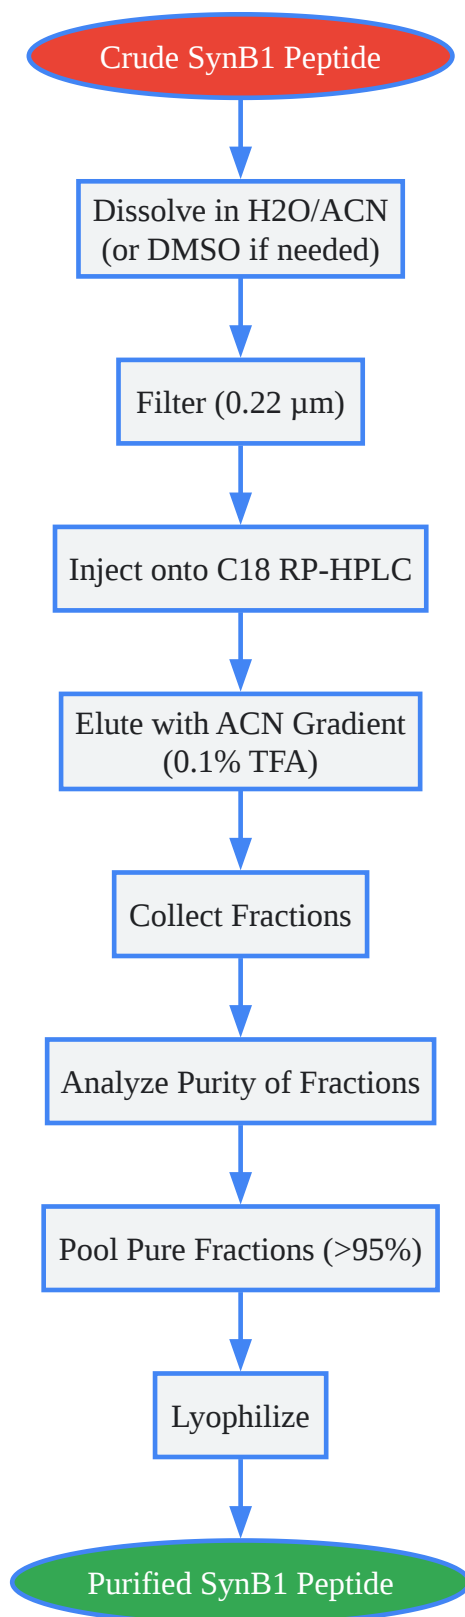 Crude SynB1 Peptide
Dissolve in H2O/ACN
(or DMSO if needed)
Filter (0.22 µm)
Inject onto C18 RP-HPLC
Elute with ACN Gradient
(0.1% TFA)
Collect Fractions
Analyze Purity of Fractions
Pool Pure Fractions (>95%)
Lyophilize
Purified SynB1 Peptide